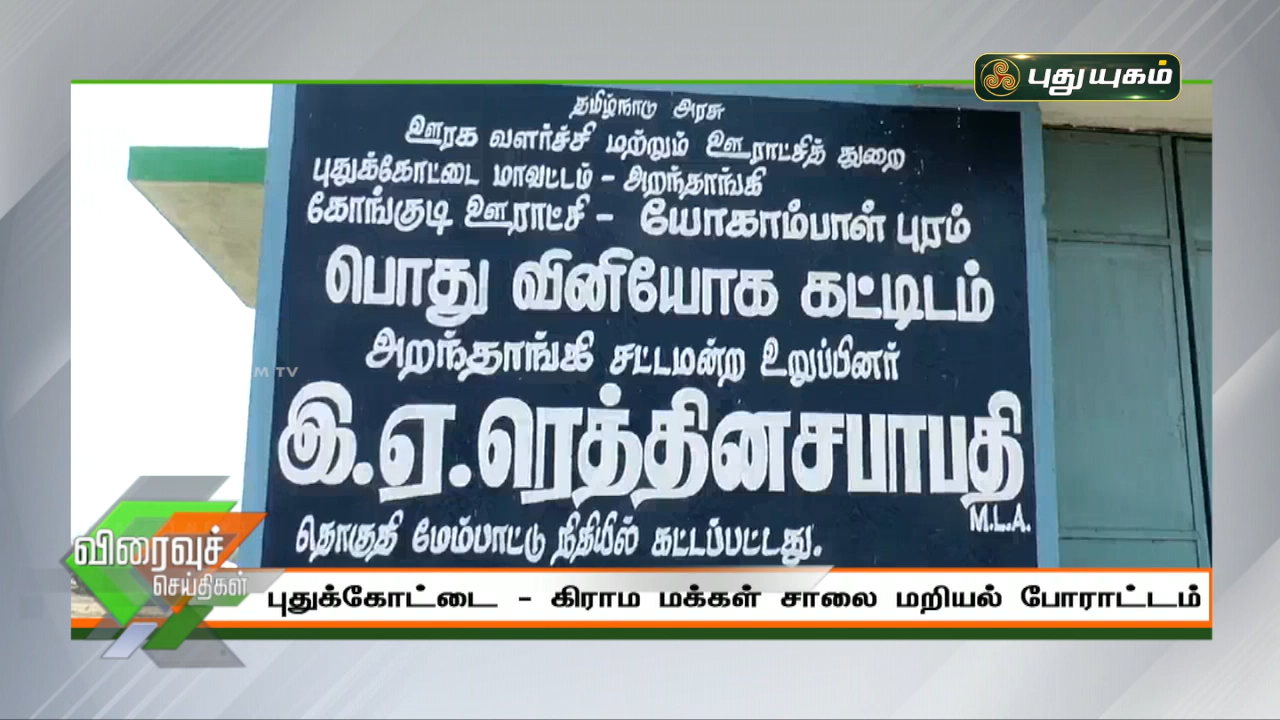 புதுயுகம்
தமிழ்நாடு அரசு
ஊரக வளர்ச்சி மற்றும் ஊராட்சித் துறை
புதுக்கோட்டை மாவட்டம் - அறந்தாங்கி
கோங்குடி ஊராட்சி - யோகாம்பாள் புரம்
பொது வினியோக கட்டிடம்
அறந்தாங்கி சட்டமன்ற உறுப்பினர்
M TV
இ.ஏ.ரெத்தினசபாபதி
M.L.A.
தொகுதி மேம்பாட்டு நிதியில் கட்டப்பட்டது.
விரைவுச்
செய்திகள்
புதுக்கோட்டை - கிராம மக்கள் சாலை மறியல் போராட்டம்